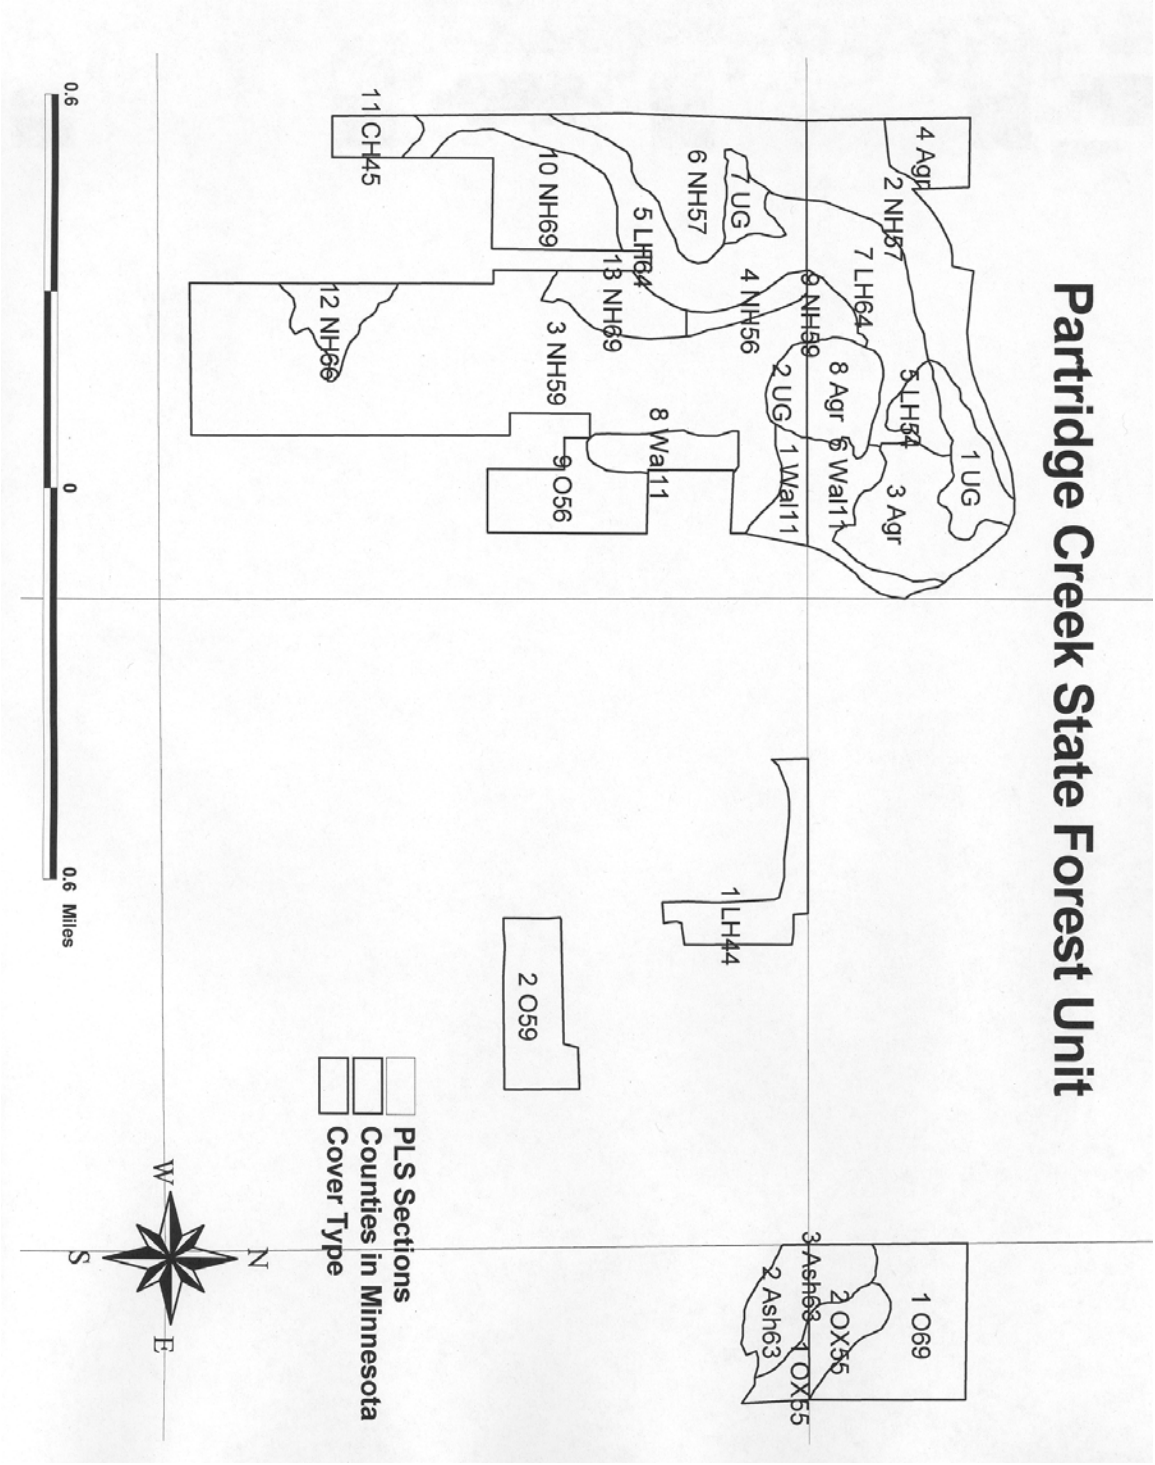 Partridge Creek State Forest Unit
4 Agr
2 NH57
1 UG
5 LH54
3 Agr
7 LH64
8 Agr
6 Wal11
9 NH59
2 UG
1 Wal11
7 UG
4 NH56
6 NH57
5 LH64
8 Wal11
13 NH69
10 NH69
3 NH59
9 O56
11 CH45
12 NH66
1 LH44
2 O59
1 O69
2 OX55
3 Ash63
1 OX55
2 Ash63
PLS Sections
Counties in Minnesota
Cover Type
N
W
E
S
0.6
0
0.6 Miles